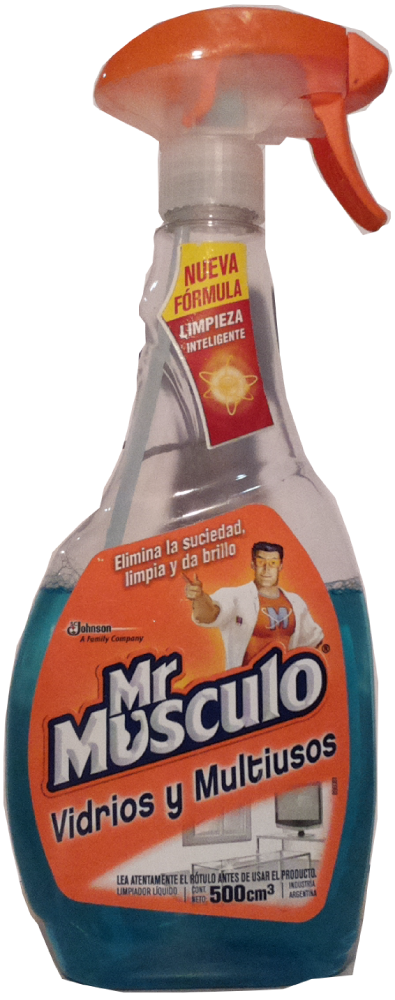 NUEVA
FÓRMULA
LIMPIEZA
INTELIGENTE
Elimina la suciedad,
limpia y da brillo
SC Johnson
A Family Company
M
Mr
Músculo®
Vidrios y Multiusos
LEA ATENTAMENTE EL RÓTULO ANTES DE USAR EL PRODUCTO.
LIMPIADOR LÍQUIDO
CONT.
NETO: 500cm³
INDUSTRIA
ARGENTINA